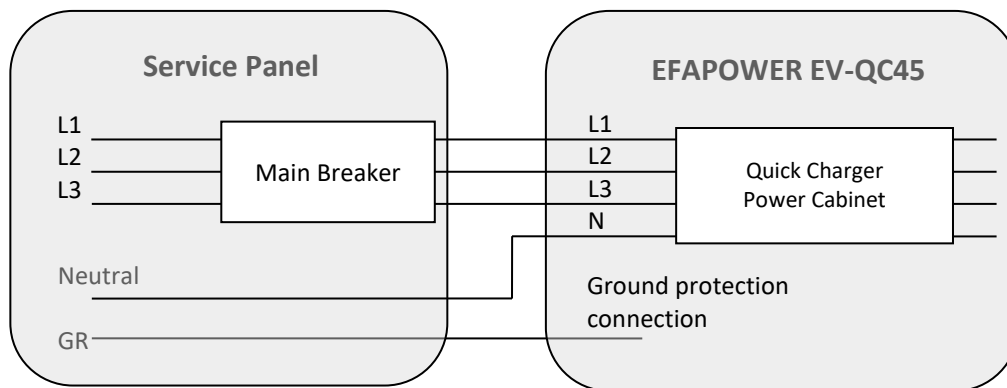 Service Panel
L1
L2
L3
Main Breaker
Neutral
GR
EFAPOWER EV-QC45
L1
L2
L3
N
Quick Charger
Power Cabinet
Ground protection
connection